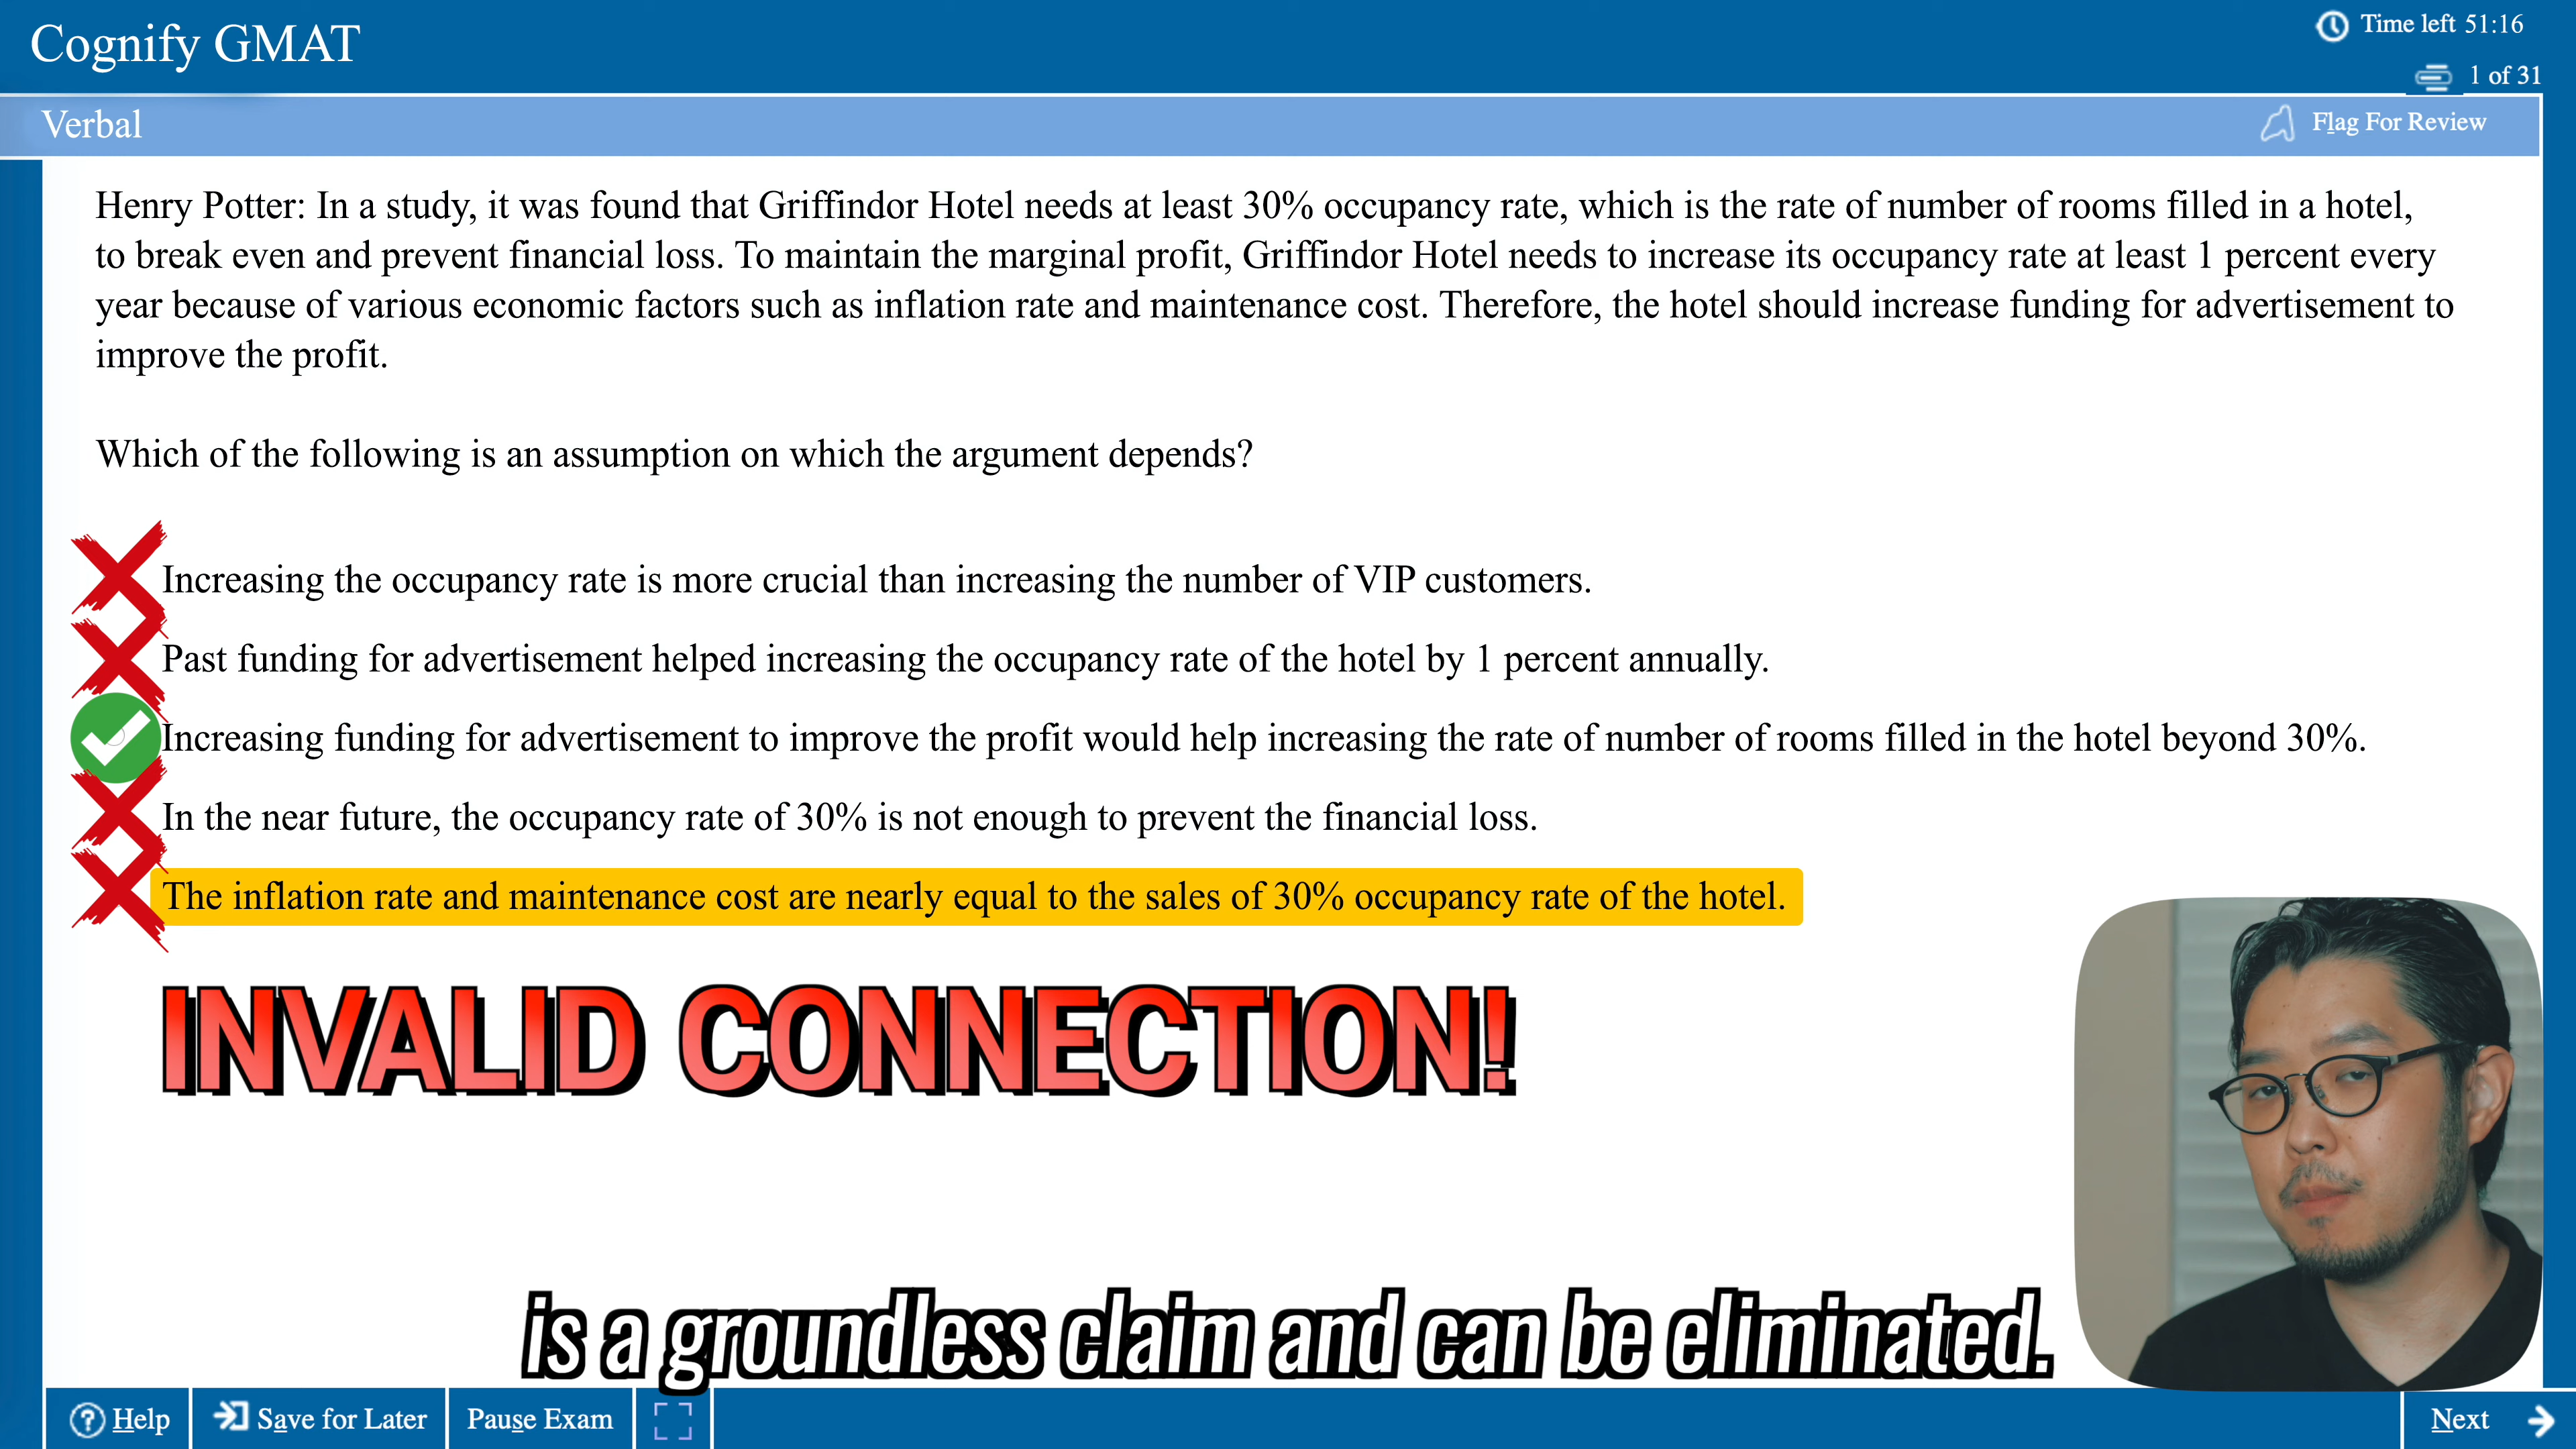 Cognify GMAT
Time left 51:16
1 of 31
Verbal
Flag For Review
Henry Potter: In a study, it was found that Griffindor Hotel needs at least 30% occupancy rate, which is the rate of number of rooms filled in a hotel,
to break even and prevent financial loss. To maintain the marginal profit, Griffindor Hotel needs to increase its occupancy rate at least 1 percent every
year because of various economic factors such as inflation rate and maintenance cost. Therefore, the hotel should increase funding for advertisement to
improve the profit.
Which of the following is an assumption on which the argument depends?
Increasing the occupancy rate is more crucial than increasing the number of VIP customers.
Past funding for advertisement helped increasing the occupancy rate of the hotel by 1 percent annually.
Increasing funding for advertisement to improve the profit would help increasing the rate of number of rooms filled in the hotel beyond 30%.
In the near future, the occupancy rate of 30% is not enough to prevent the financial loss.
The inflation rate and maintenance cost are nearly equal to the sales of 30% occupancy rate of the hotel.
INVALID CONNECTION!
is a groundless claim and can be eliminated.
Help
Save for Later
Pause Exam
Next